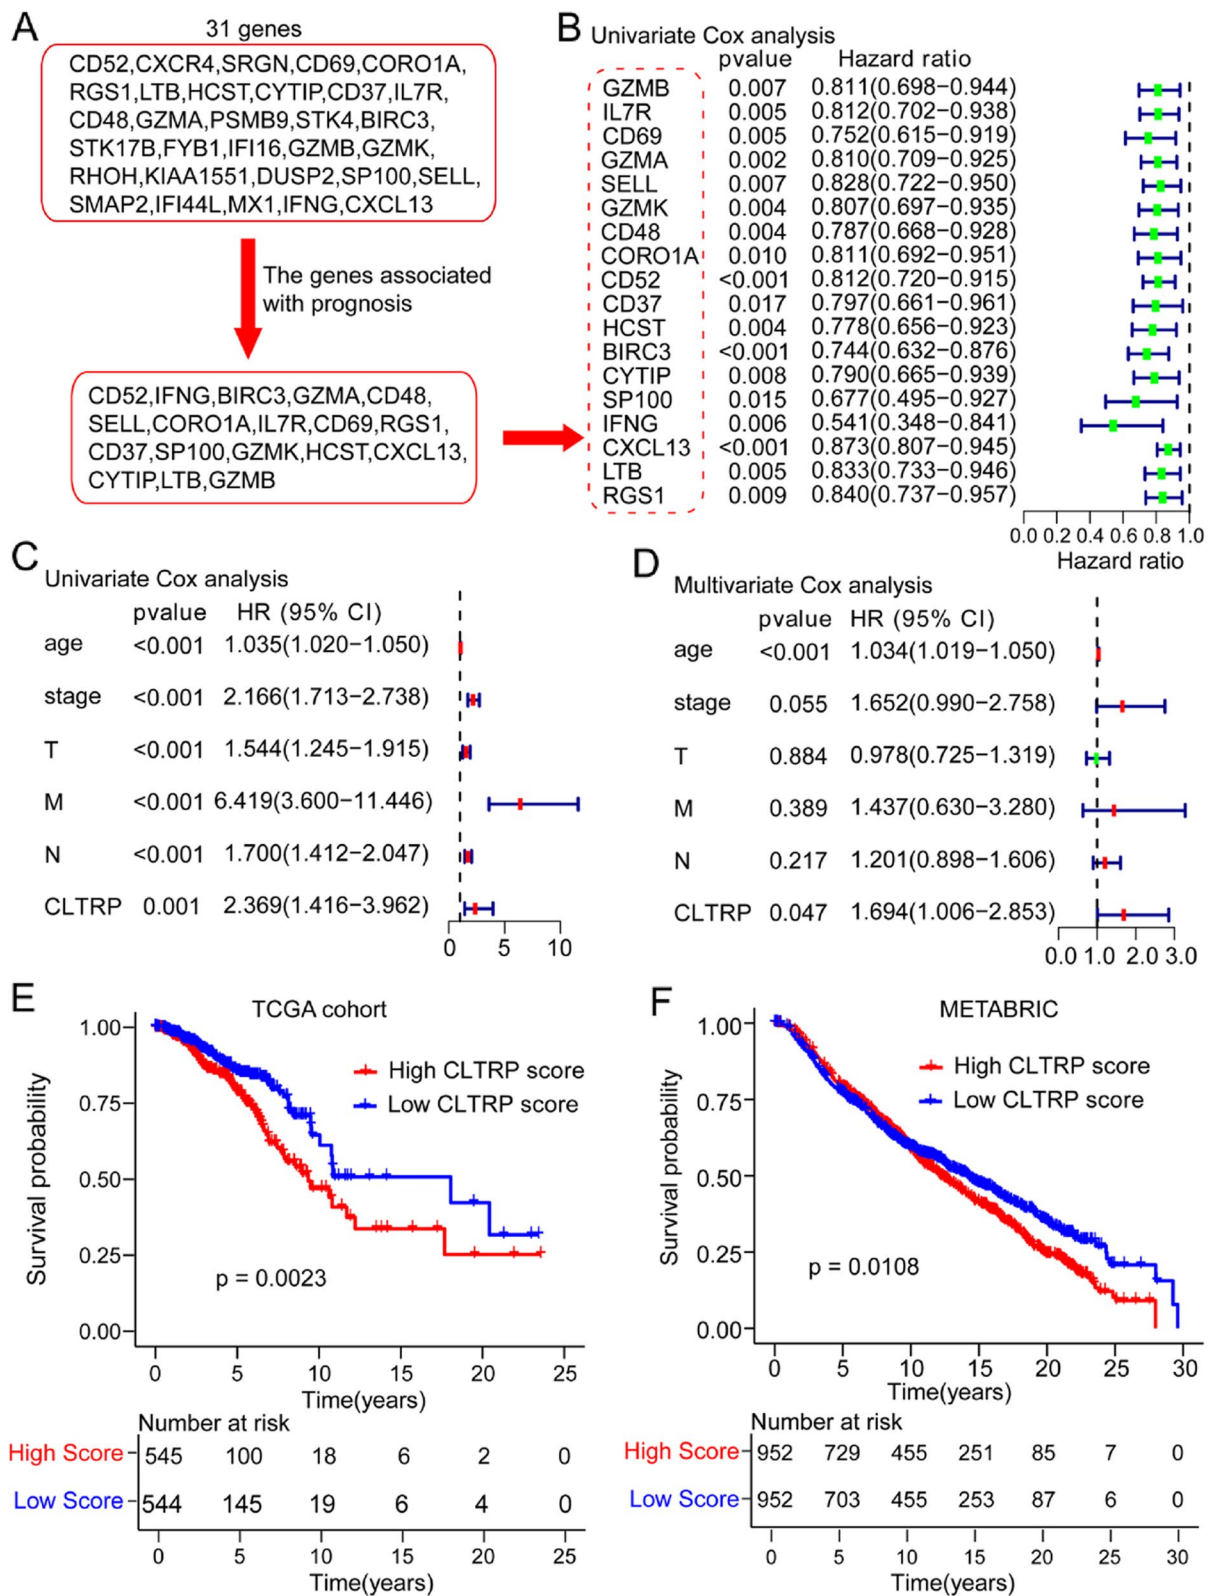 A
31 genes
CD52,CXCR4,SRGN,CD69,CORO1A,
RGS1,LTB,HCST,CYTIP,CD37,IL7R,
CD48,GZMA,PSMB9,STK4,BIRC3,
STK17B,FYB1,IFI16,GZMB,GZMK,
RHOH,KIAA1551,DUSP2,SP100,SELL,
SMAP2,IFI44L,MX1,IFNG,CXCL13
The genes associated
with prognosis
CD52,IFNG,BIRC3,GZMA,CD48,
SELL,CORO1A,IL7R,CD69,RGS1,
CD37,SP100,GZMK,HCST,CXCL13,
CYTIP,LTB,GZMB
B Univariate Cox analysis
pvalue Hazard ratio
GZMB 0.007 0.811(0.698−0.944)
IL7R 0.005 0.812(0.702−0.938)
CD69 0.005 0.752(0.615−0.919)
GZMA 0.002 0.810(0.709−0.925)
SELL 0.007 0.828(0.722−0.950)
GZMK 0.004 0.807(0.697−0.935)
CD48 0.004 0.787(0.668−0.928)
CORO1A 0.010 0.811(0.692−0.951)
CD52 <0.001 0.812(0.720−0.915)
CD37 0.017 0.797(0.661−0.961)
HCST 0.004 0.778(0.656−0.923)
BIRC3 <0.001 0.744(0.632−0.876)
CYTIP 0.008 0.790(0.665−0.939)
SP100 0.015 0.677(0.495−0.927)
IFNG 0.006 0.541(0.348−0.841)
CXCL13 <0.001 0.873(0.807−0.945)
LTB 0.005 0.833(0.733−0.946)
RGS1 0.009 0.840(0.737−0.957)
0.0 0.2 0.4 0.6 0.8 1.0
Hazard ratio
C Univariate Cox analysis
pvalue HR (95% CI)
age <0.001 1.035(1.020−1.050)
stage <0.001 2.166(1.713−2.738)
T <0.001 1.544(1.245−1.915)
M <0.001 6.419(3.600−11.446)
N <0.001 1.700(1.412−2.047)
CLTRP 0.001 2.369(1.416−3.962)
0 5 10
D Multivariate Cox analysis
pvalue HR (95% CI)
age <0.001 1.034(1.019−1.050)
stage 0.055 1.652(0.990−2.758)
T 0.884 0.978(0.725−1.319)
M 0.389 1.437(0.630−3.280)
N 0.217 1.201(0.898−1.606)
CLTRP 0.047 1.694(1.006−2.853)
0.0 1.0 2.0 3.0
E TCGA cohort
Survival probability
1.00
0.75
0.50
0.25
0.00
High CLTRP score
Low CLTRP score
p = 0.0023
0 5 10 15 20 25
Time(years)
Number at risk
High Score 545 100 18 6 2 0
Low Score 544 145 19 6 4 0
0 5 10 15 20 25
Time(years)
F METABRIC
Survival probability
1.00
0.75
0.50
0.25
0.00
High CLTRP score
Low CLTRP score
p = 0.0108
0 5 10 15 20 25 30
Time(years)
Number at risk
High Score 952 729 455 251 85 7 0
Low Score 952 703 455 253 87 6 0
0 5 10 15 20 25 30
Time(years)